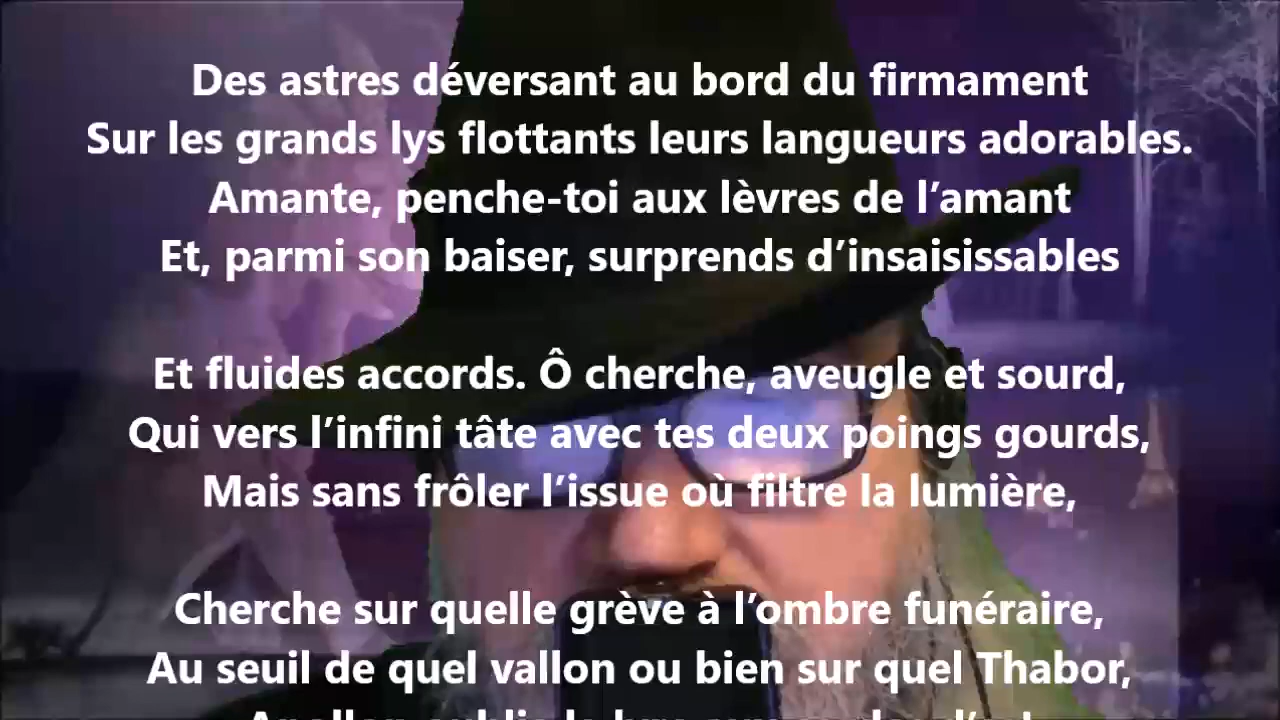 Des astres déversant au bord du firmament
Sur les grands lys flottants leurs langueurs adorables.
Amante, penche-toi aux lèvres de l’amant
Et, parmi son baiser, surprends d’insaisissables
Et fluides accords. Ô cherche, aveugle et sourd,
Qui vers l’infini tâte avec tes deux poings gourds,
Mais sans frôler l’issue où filtre la lumière,
Cherche sur quelle grève à l’ombre funéraire,
Au seuil de quel vallon ou bien sur quel Thabor,